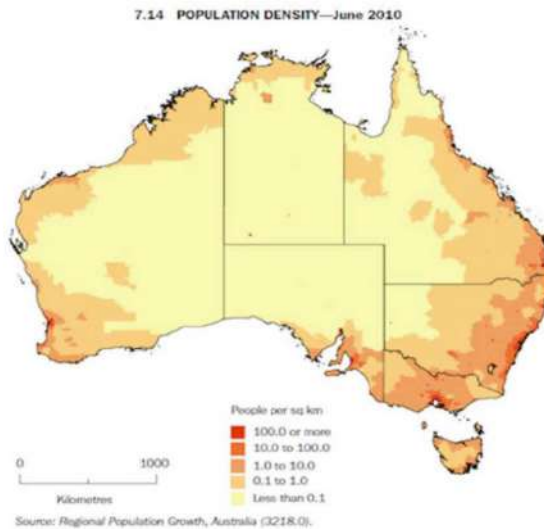 7.14 POPULATION DENSITY—June 2010
People per sq km
100.0 or more
10.0 to 100.0
1.0 to 10.0
0.1 to 1.0
Less than 0.1
0 1000
Kilometres
Source: Regional Population Growth, Australia (3218.0).